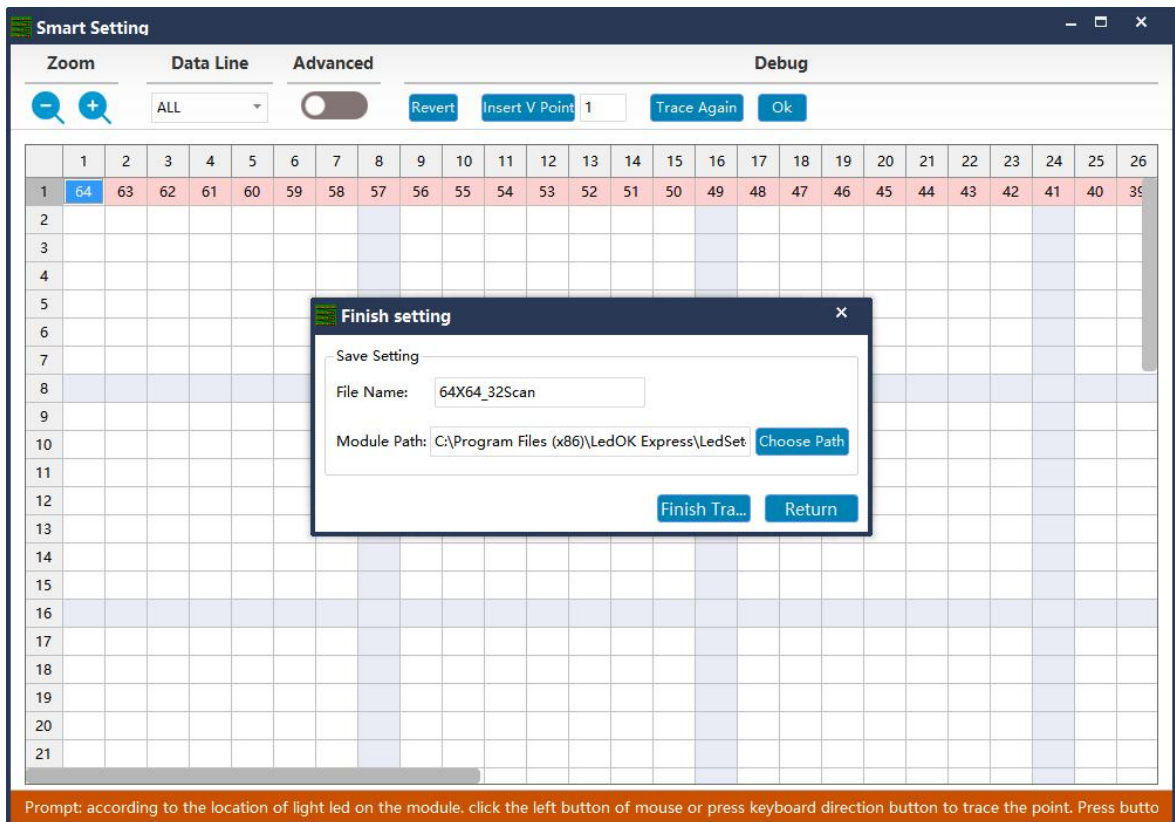 Smart Setting
Zoom Data Line Advanced Debug
ALL Revert Insert V Point 1 Trace Again Ok
1 2 3 4 5 6 7 8 9 10 11 12 13 14 15 16 17 18 19 20 21 22 23 24 25 26
1 64 63 62 61 60 59 58 57 56 55 54 53 52 51 50 49 48 47 46 45 44 43 42 41 40 39
2
3
4
5
6
7
8
9
10
11
12
13
14
15
16
17
18
19
20
21
Finish setting
Save Setting
File Name: 64X64_32Scan
Module Path: C:\Program Files (x86)\LedOK Express\LedSet Choose Path
Finish Tra... Return
Prompt: according to the location of light led on the module. click the left button of mouse or press keyboard direction button to trace the point. Press butto